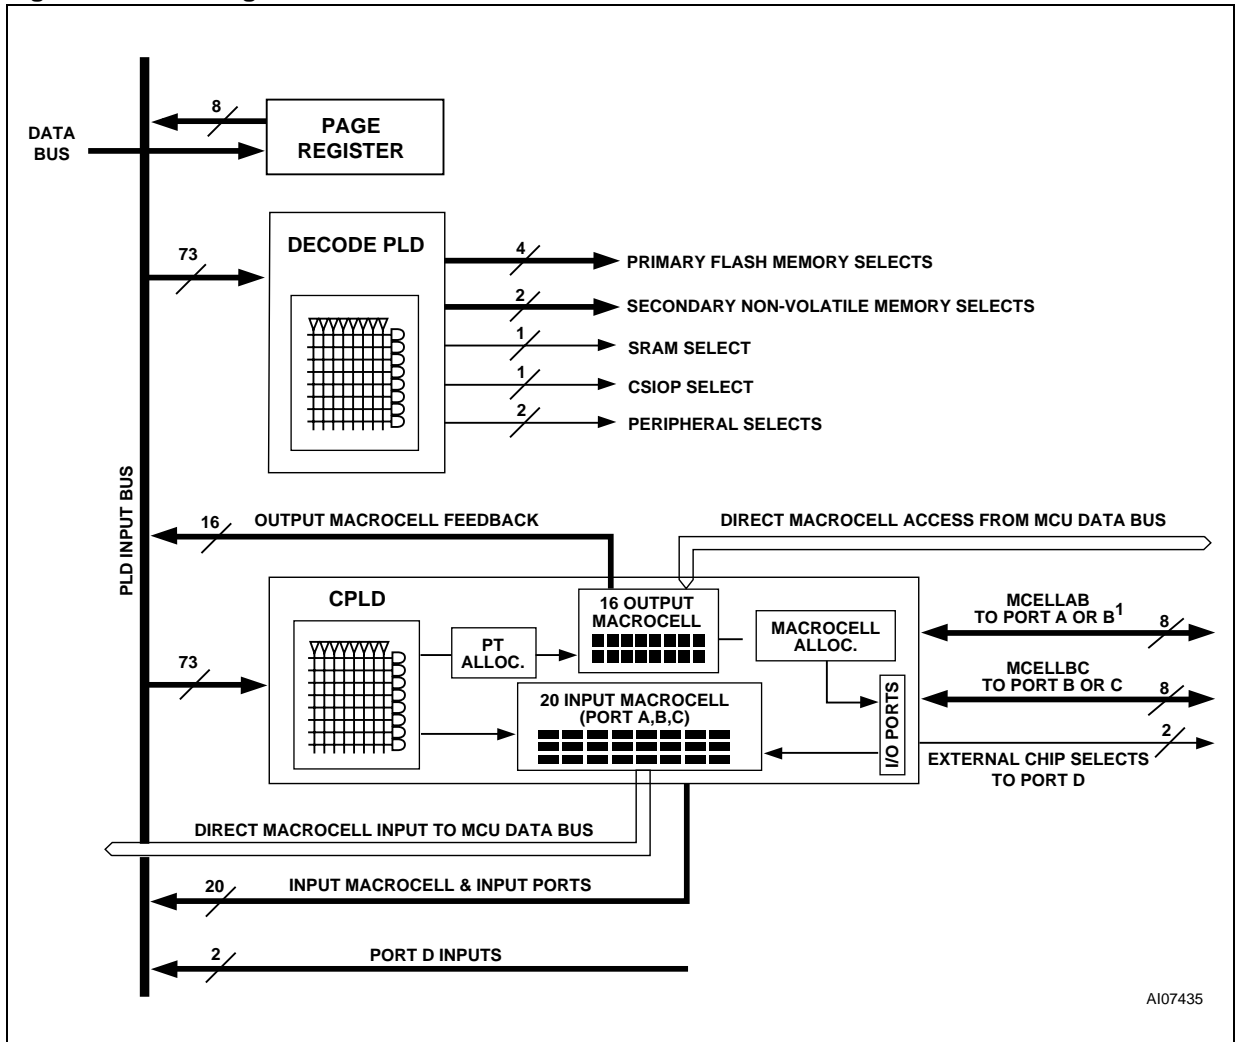 8
DATA
BUS
PAGE
REGISTER
73
DECODE PLD
4
PRIMARY FLASH MEMORY SELECTS
2
SECONDARY NON-VOLATILE MEMORY SELECTS
1
SRAM SELECT
1
CSIOP SELECT
2
PERIPHERAL SELECTS
PLD INPUT BUS
16
OUTPUT MACROCELL FEEDBACK
DIRECT MACROCELL ACCESS FROM MCU DATA BUS
CPLD
73
PT
ALLOC.
16 OUTPUT
MACROCELL
MACROCELL
ALLOC.
20 INPUT MACROCELL
(PORT A,B,C)
I/O PORTS
MCELLAB
TO PORT A OR B1
8
MCELLBC
TO PORT B OR C
8
2
EXTERNAL CHIP SELECTS
TO PORT D
DIRECT MACROCELL INPUT TO MCU DATA BUS
20
INPUT MACROCELL & INPUT PORTS
2
PORT D INPUTS
AI07435